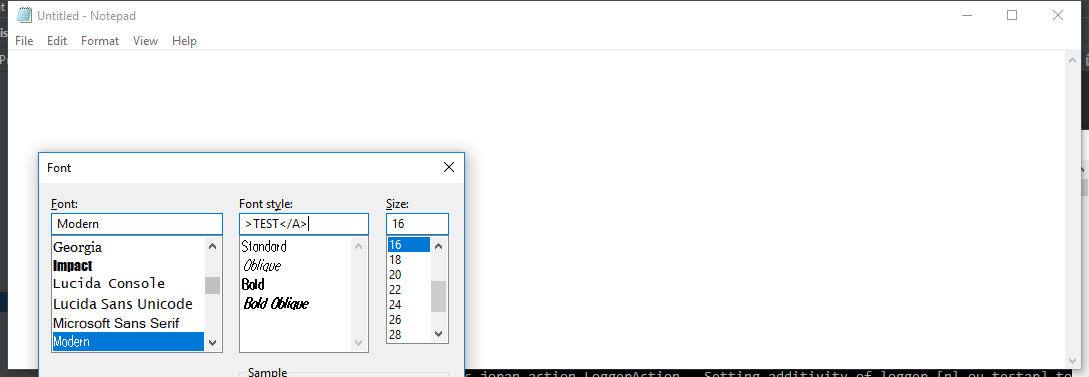 Untitled - Notepad
File Edit Format View Help
Font
Font: Font style: Size:
Modern >TEST</A> 16
Georgia Standard 16
Impact Oblique 18
Lucida Console Bold 20
Lucida Sans Unicode Bold Oblique 22
Microsoft Sans Serif 24
Modern 26
28
Sample
action.LoggerAction - Setting additivity of logger